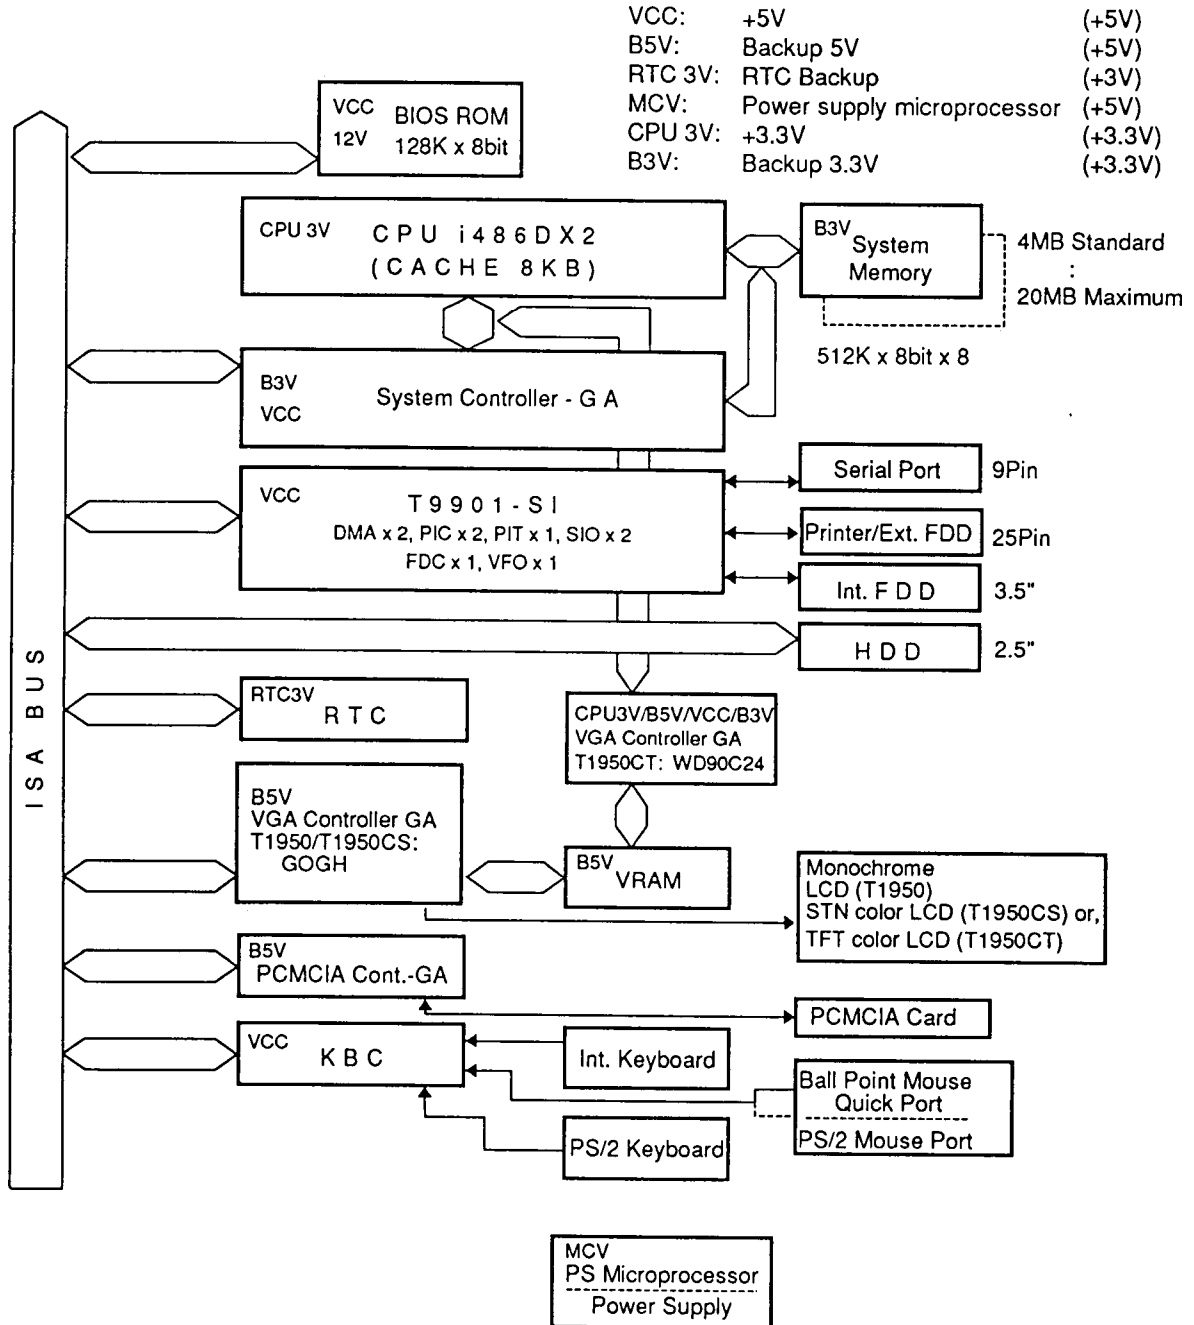 VCC: +5V (+5V)
B5V: Backup 5V (+5V)
RTC 3V: RTC Backup (+3V)
MCV: Power supply microprocessor (+5V)
CPU 3V: +3.3V (+3.3V)
B3V: Backup 3.3V (+3.3V)
VCC BIOS ROM
12V 128K x 8bit
CPU 3V CPU i486DX2
(CACHE 8KB)
B3V
System
Memory
4MB Standard
:
20MB Maximum
512K x 8bit x 8
B3V
VCC
System Controller - GA
VCC
T9901-SI
DMA x 2, PIC x 2, PIT x 1, SIO x 2
FDC x 1, VFO x 1
Serial Port 9Pin
Printer/Ext. FDD 25Pin
Int. FDD 3.5"
HDD 2.5"
ISA BUS
RTC3V
RTC
CPU3V/B5V/VCC/B3V
VGA Controller GA
T1950CT: WD90C24
B5V
VGA Controller GA
T1950/T1950CS:
GOGH
B5V
VRAM
Monochrome
LCD (T1950)
STN color LCD (T1950CS) or,
TFT color LCD (T1950CT)
B5V
PCMCIA Cont.-GA
PCMCIA Card
VCC
KBC
Int. Keyboard
Ball Point Mouse
Quick Port
PS/2 Mouse Port
PS/2 Keyboard
MCV
PS Microprocessor
Power Supply